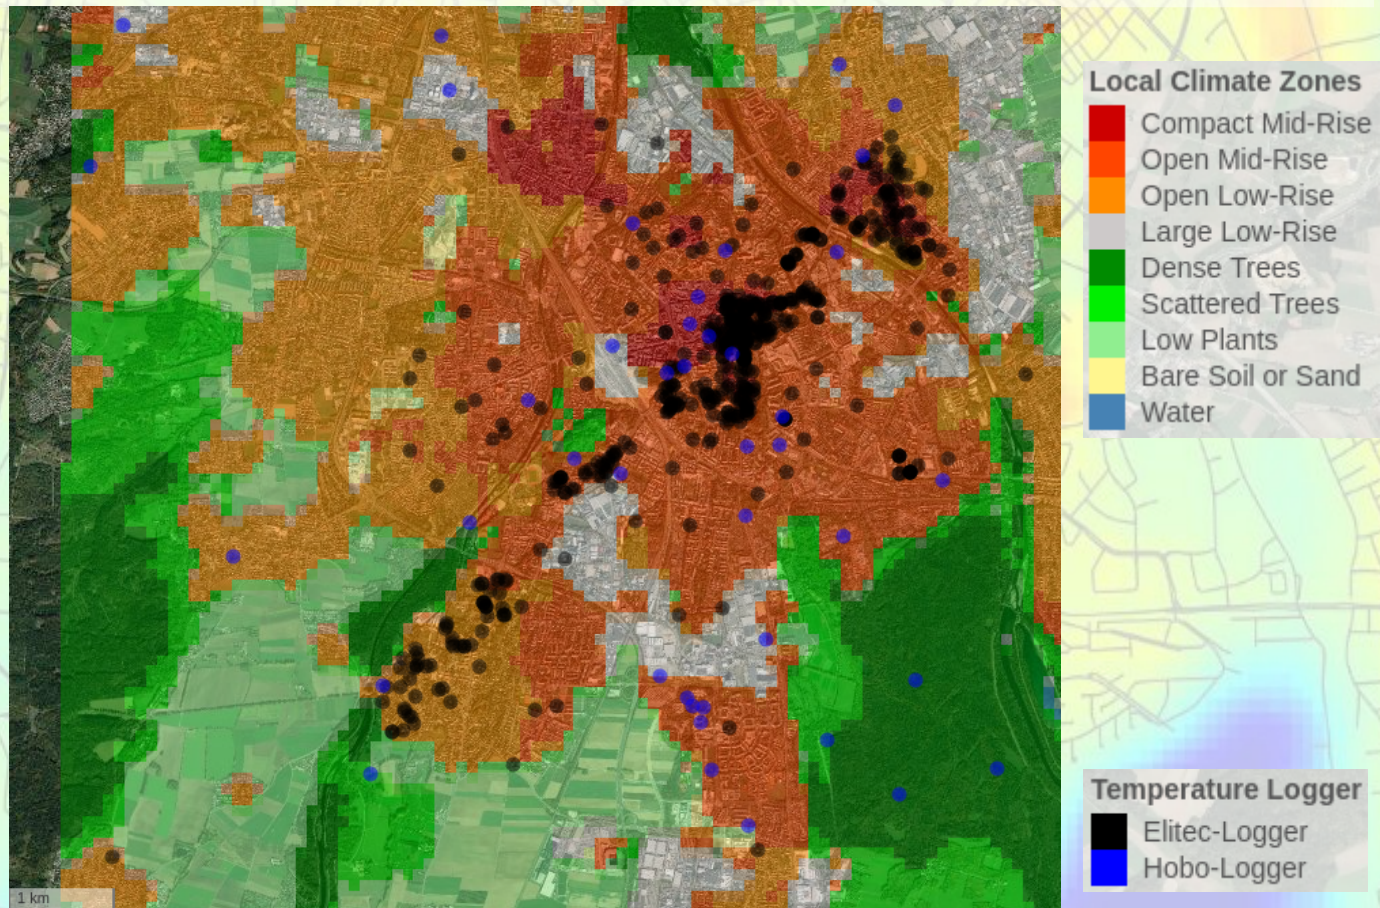 Local Climate Zones
Compact Mid-Rise
Open Mid-Rise
Open Low-Rise
Large Low-Rise
Dense Trees
Scattered Trees
Low Plants
Bare Soil or Sand
Water
Temperature Logger
Elitec-Logger
Hobo-Logger
1 km